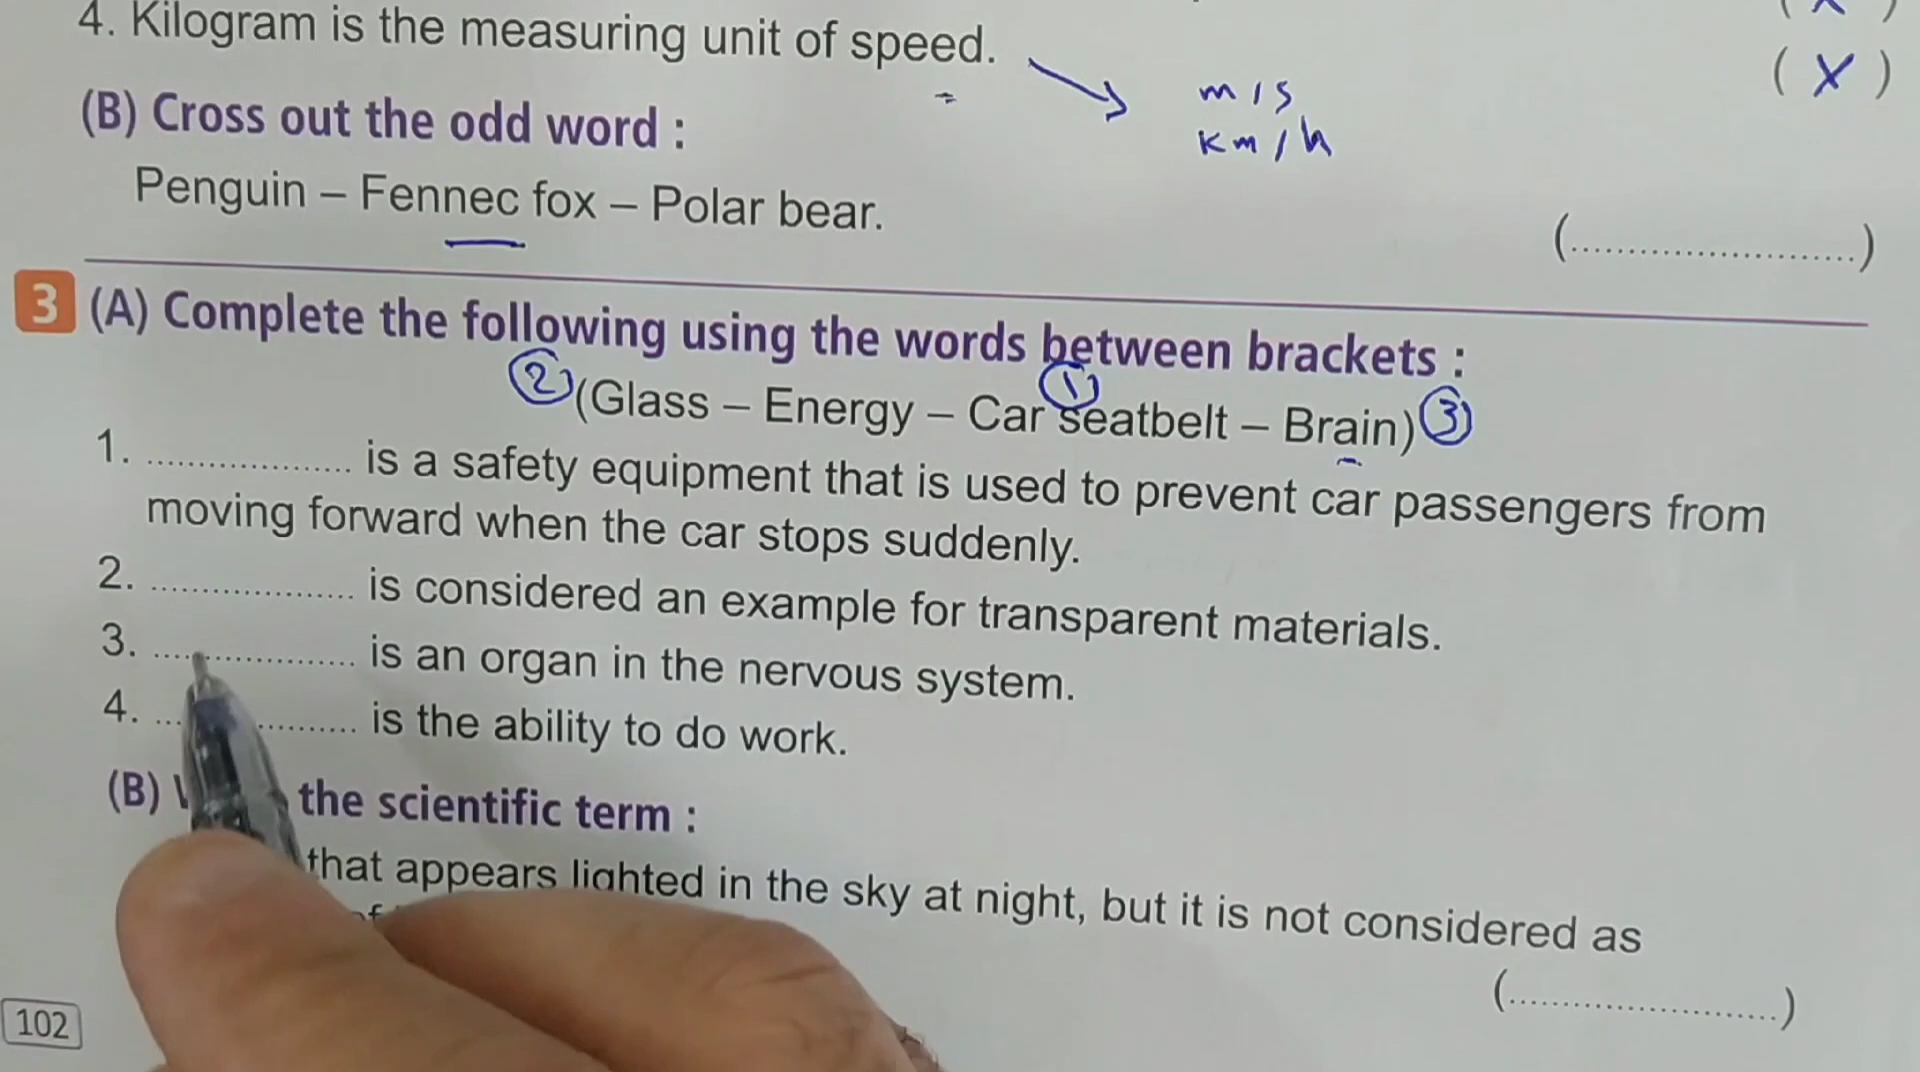 4. Kilogram is the measuring unit of speed.
( X )
m/s
km/h
(B) Cross out the odd word :
Penguin – Fennec fox – Polar bear.
(........................)
3 (A) Complete the following using the words between brackets :
② (Glass – Energy – Car seatbelt – Brain) ③
①
1. .................... is a safety equipment that is used to prevent car passengers from
moving forward when the car stops suddenly.
2. .................... is considered an example for transparent materials.
3. .................... is an organ in the nervous system.
4. .................... is the ability to do work.
(B) the scientific term :
that appears lighted in the sky at night, but it is not considered as
(........................)
102